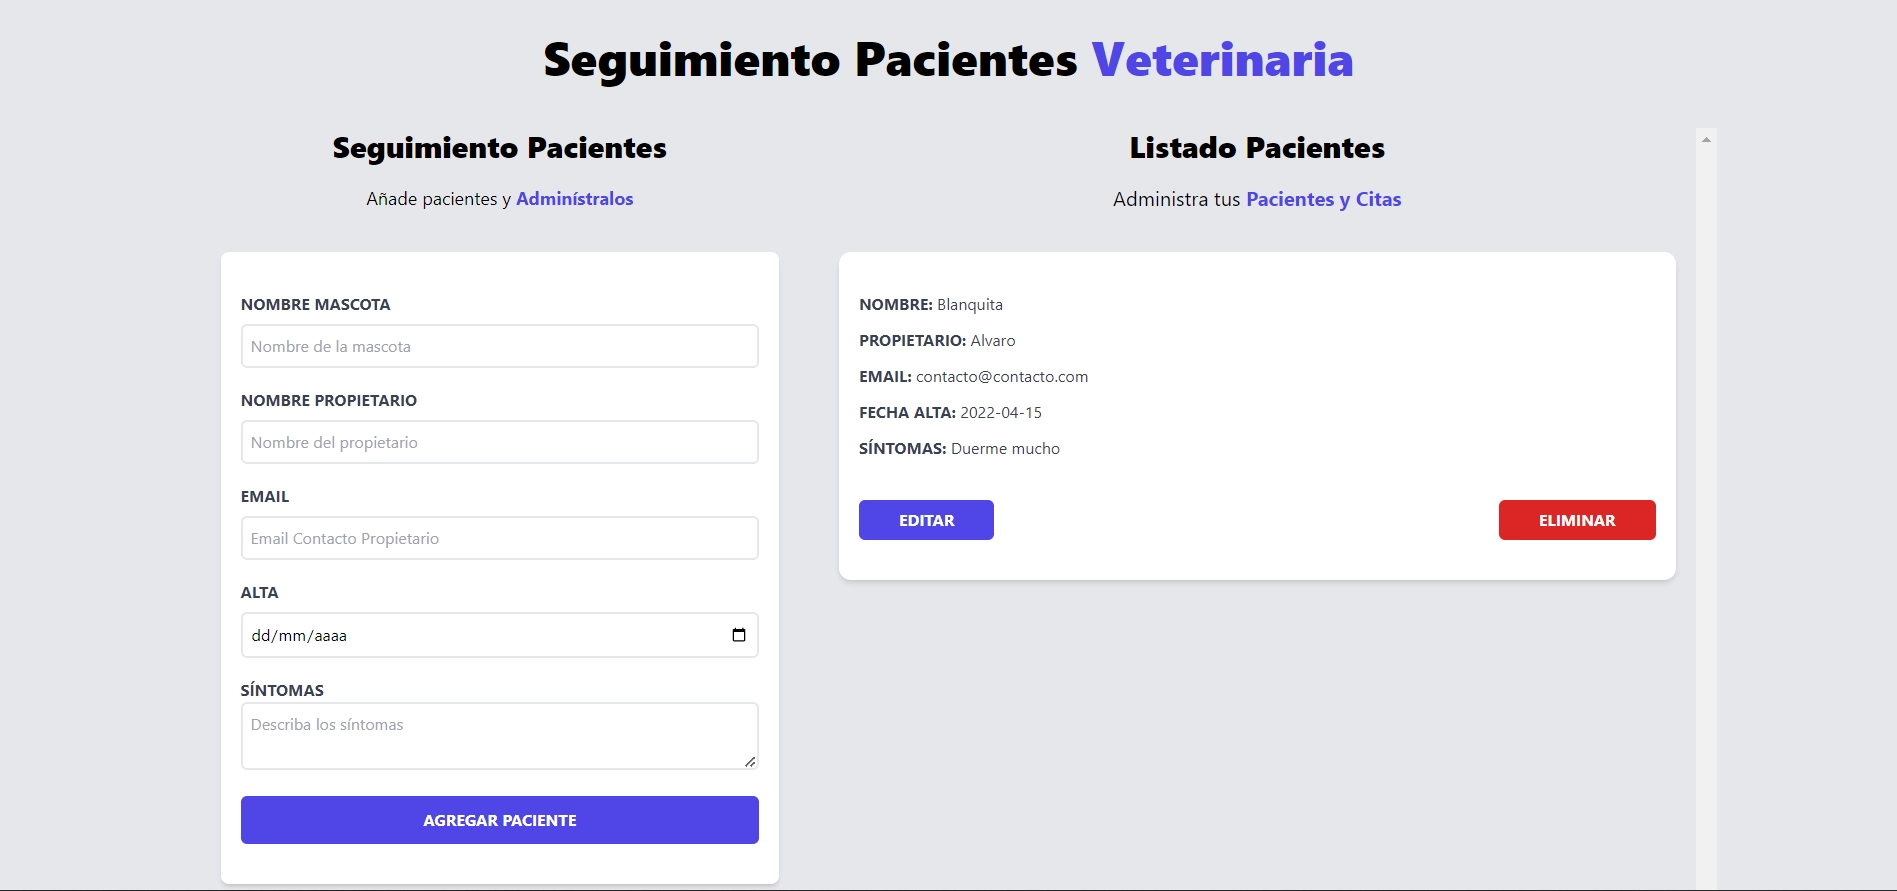 Seguimiento Pacientes Veterinaria
Seguimiento Pacientes
Añade pacientes y Adminístralos
NOMBRE MASCOTA
Nombre de la mascota
NOMBRE PROPIETARIO
Nombre del propietario
EMAIL
Email Contacto Propietario
ALTA
dd/mm/aaaa
SÍNTOMAS
Describa los síntomas
AGREGAR PACIENTE
Listado Pacientes
Administra tus Pacientes y Citas
NOMBRE: Blanquita
PROPIETARIO: Alvaro
EMAIL: contacto@contacto.com
FECHA ALTA: 2022-04-15
SÍNTOMAS: Duerme mucho
EDITAR
ELIMINAR